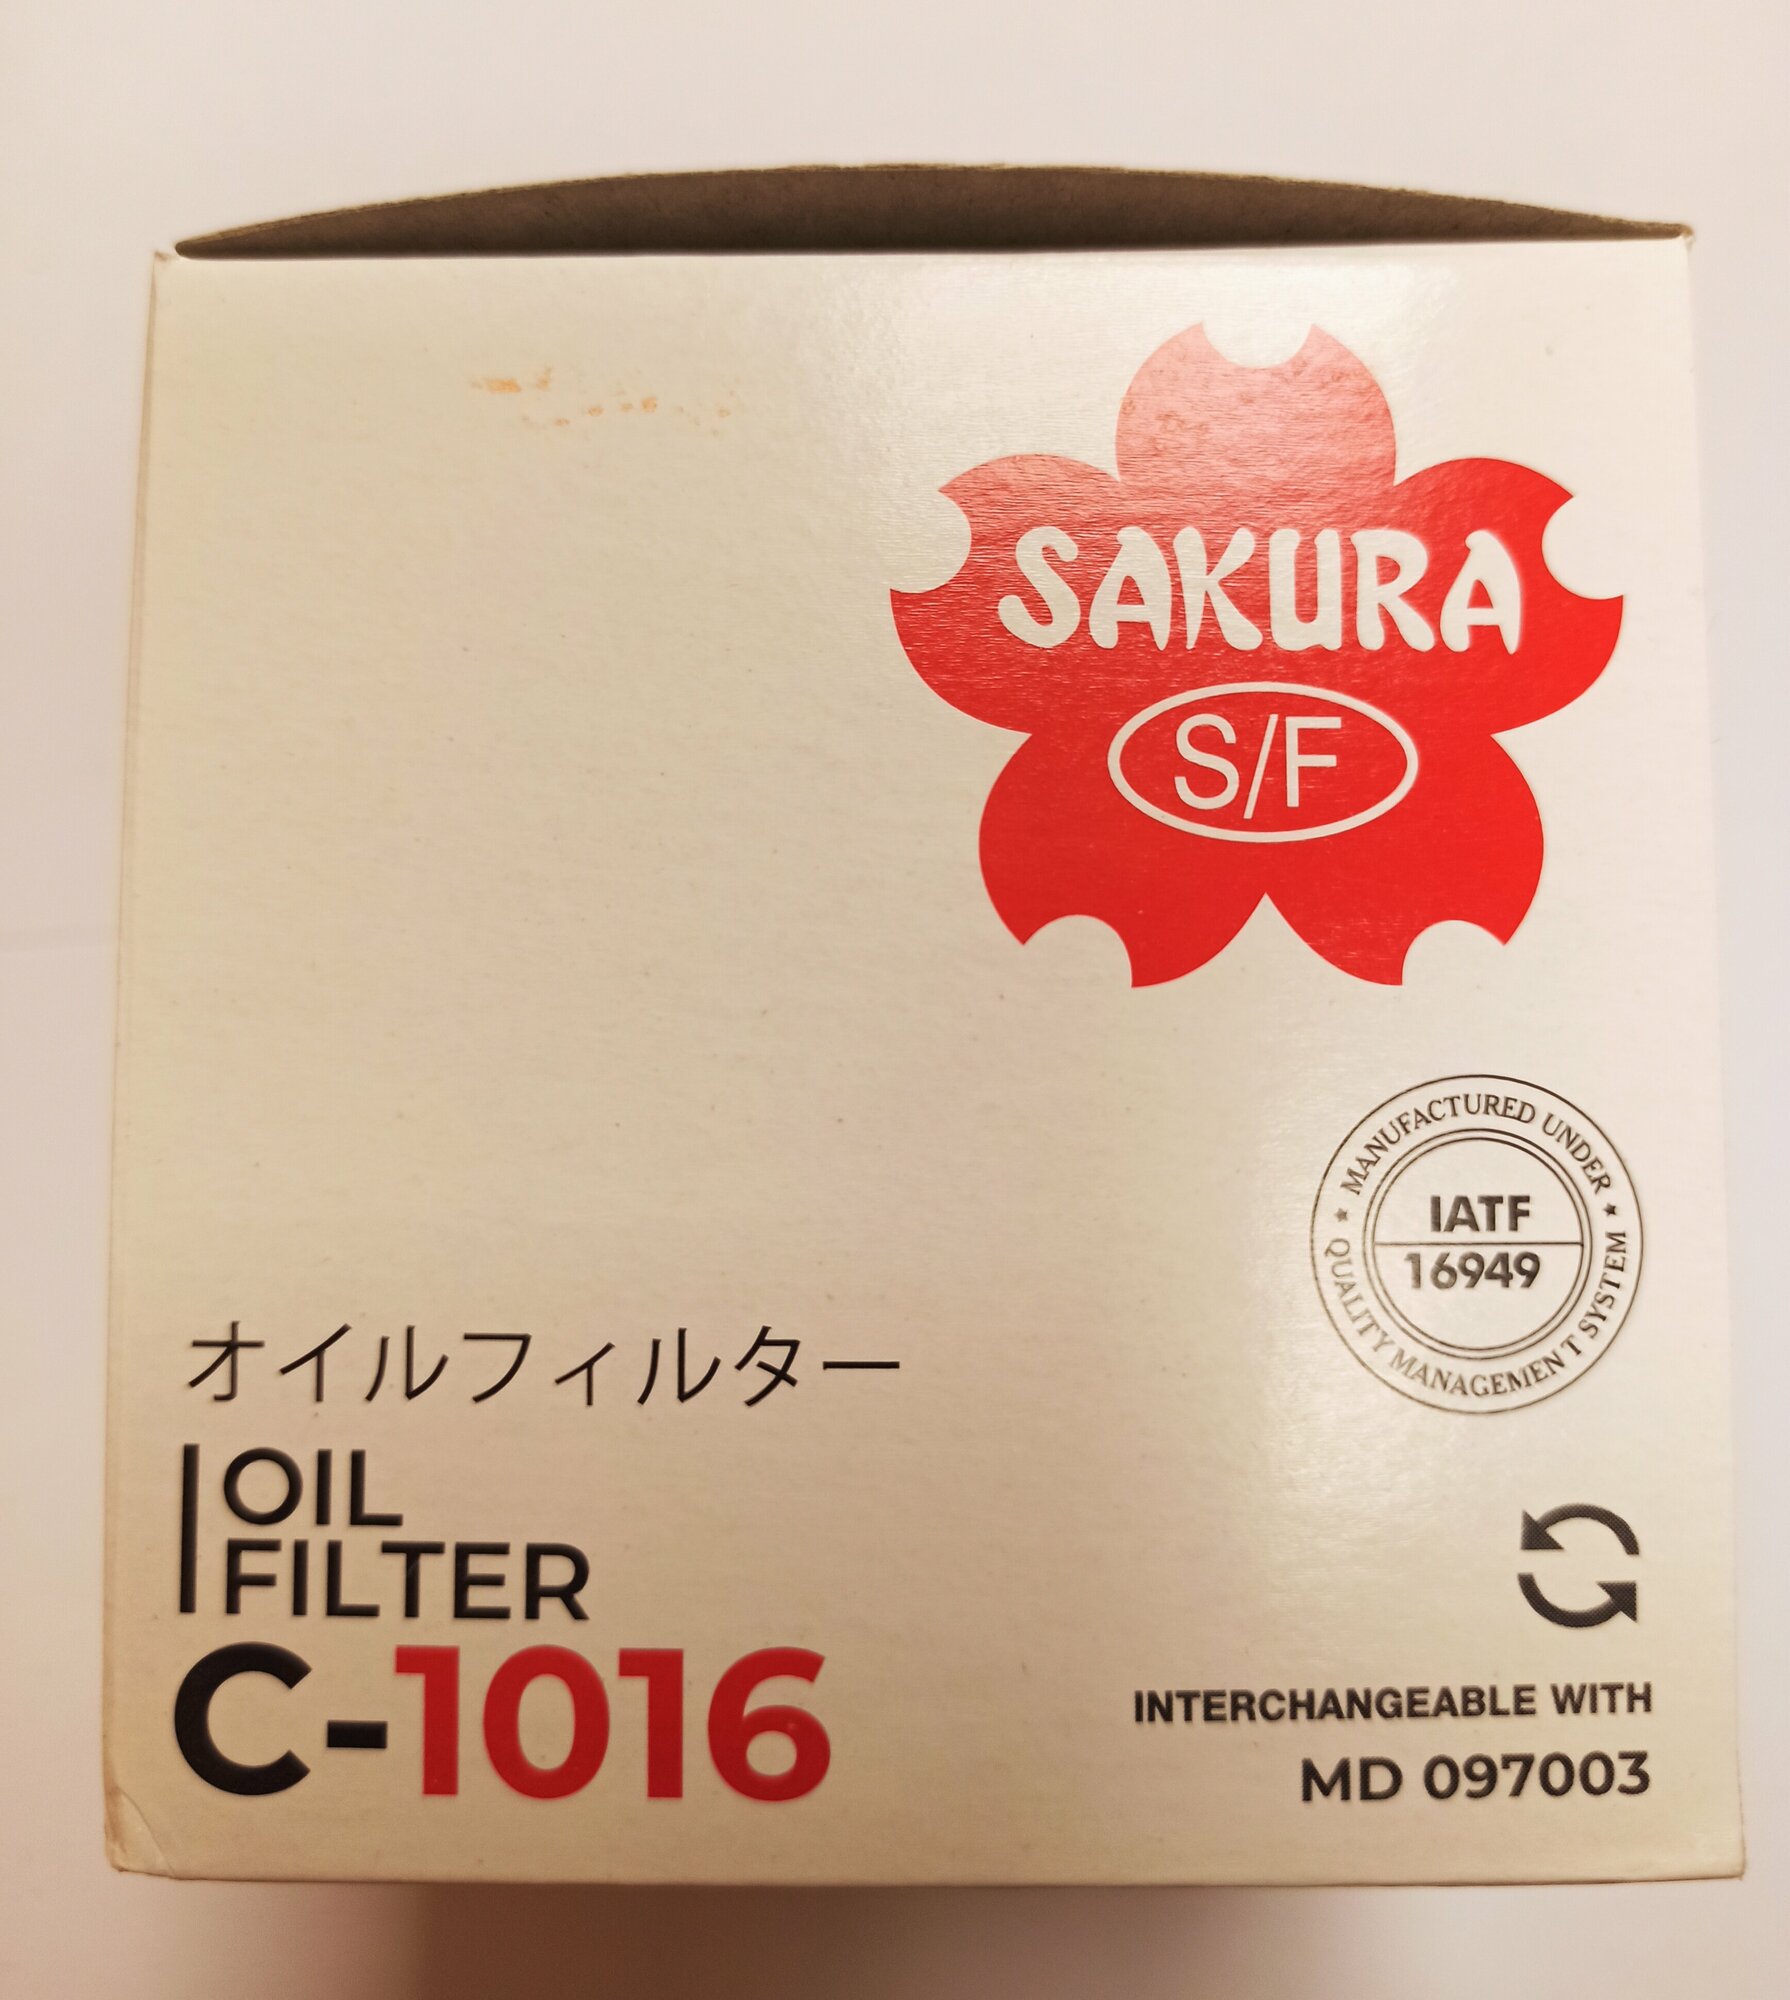 SAKURA
S/F
MANUFACTURED UNDER
IATF
16949
QUALITY MANAGEMENT SYSTEM
オイルフィルター
OIL
FILTER
C-1016
INTERCHANGEABLE WITH
MD 097003